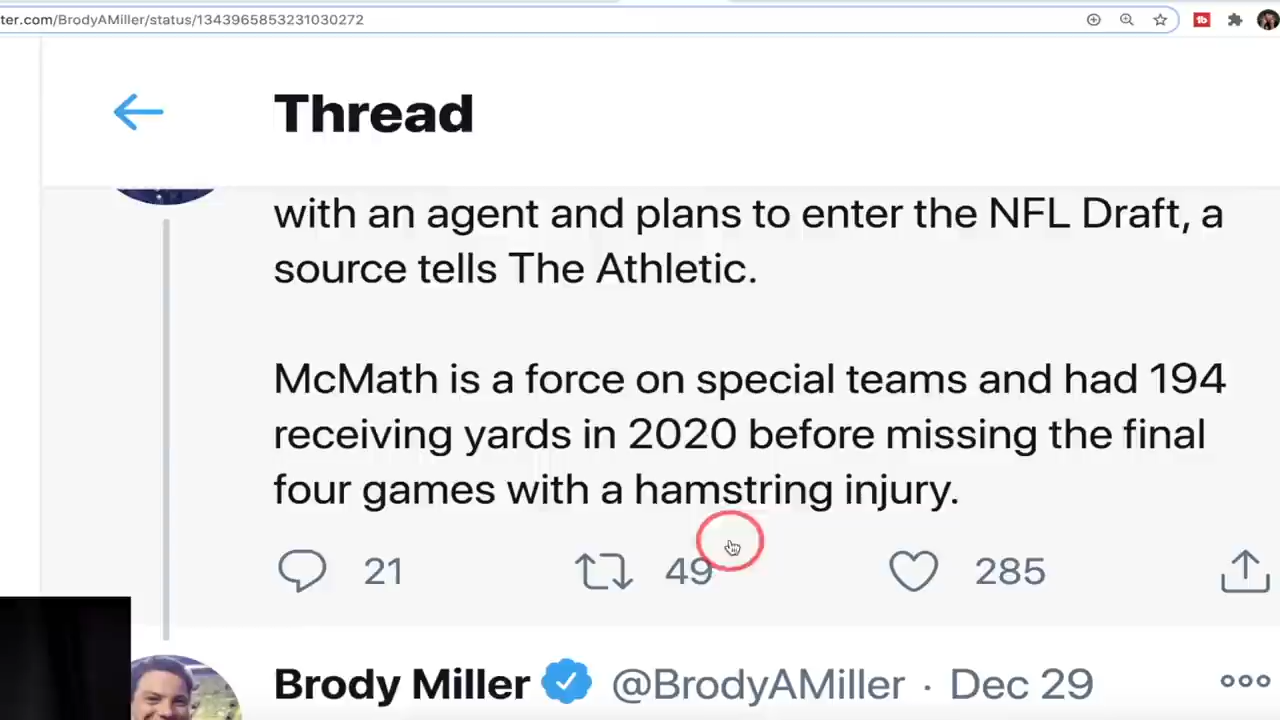 ter.com/BrodyAMiller/status/1343965853231030272
Thread
with an agent and plans to enter the NFL Draft, a
source tells The Athletic.
McMath is a force on special teams and had 194
receiving yards in 2020 before missing the final
four games with a hamstring injury.
21 49 285
Brody Miller @BrodyAMiller · Dec 29